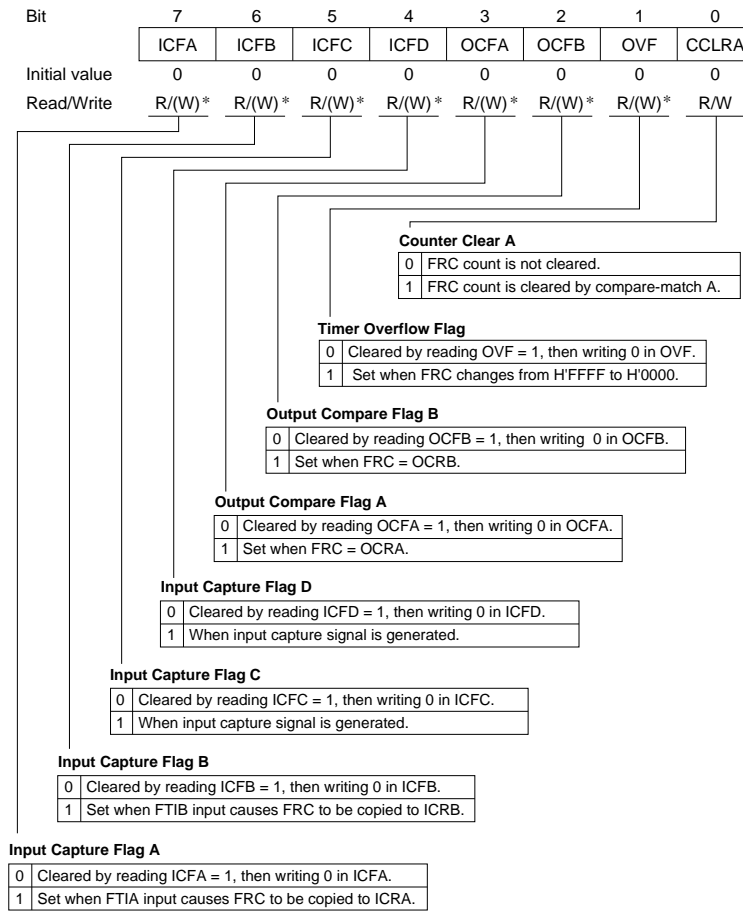 Bit 7 6 5 4 3 2 1 0
ICFA ICFB ICFC ICFD OCFA OCFB OVF CCLRA
Initial value 0 0 0 0 0 0 0 0
Read/Write R/(W)* R/(W)* R/(W)* R/(W)* R/(W)* R/(W)* R/(W)* R/W
Counter Clear A
0 FRC count is not cleared.
1 FRC count is cleared by compare-match A.
Timer Overflow Flag
0 Cleared by reading OVF = 1, then writing 0 in OVF.
1 Set when FRC changes from H'FFFF to H'0000.
Output Compare Flag B
0 Cleared by reading OCFB = 1, then writing 0 in OCFB.
1 Set when FRC = OCRB.
Output Compare Flag A
0 Cleared by reading OCFA = 1, then writing 0 in OCFA.
1 Set when FRC = OCRA.
Input Capture Flag D
0 Cleared by reading ICFD = 1, then writing 0 in ICFD.
1 When input capture signal is generated.
Input Capture Flag C
0 Cleared by reading ICFC = 1, then writing 0 in ICFC.
1 When input capture signal is generated.
Input Capture Flag B
0 Cleared by reading ICFB = 1, then writing 0 in ICFB.
1 Set when FTIB input causes FRC to be copied to ICRB.
Input Capture Flag A
0 Cleared by reading ICFA = 1, then writing 0 in ICFA.
1 Set when FTIA input causes FRC to be copied to ICRA.